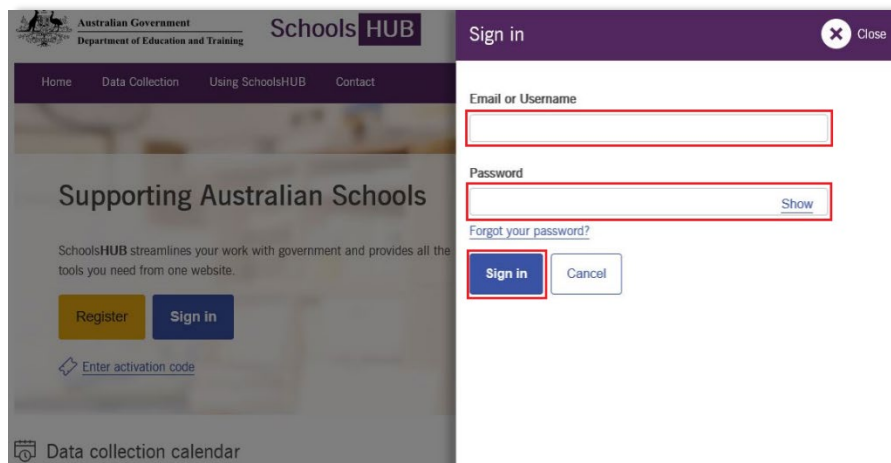 Australian Government
Department of Education and Training
Schools HUB
Home Data Collection Using SchoolsHUB Contact
Supporting Australian Schools
SchoolsHUB streamlines your work with government and provides all the
tools you need from one website.
Register Sign in
Enter activation code
Data collection calendar
Sign in
Close
Email or Username
Password
Show
Forgot your password?
Sign in Cancel